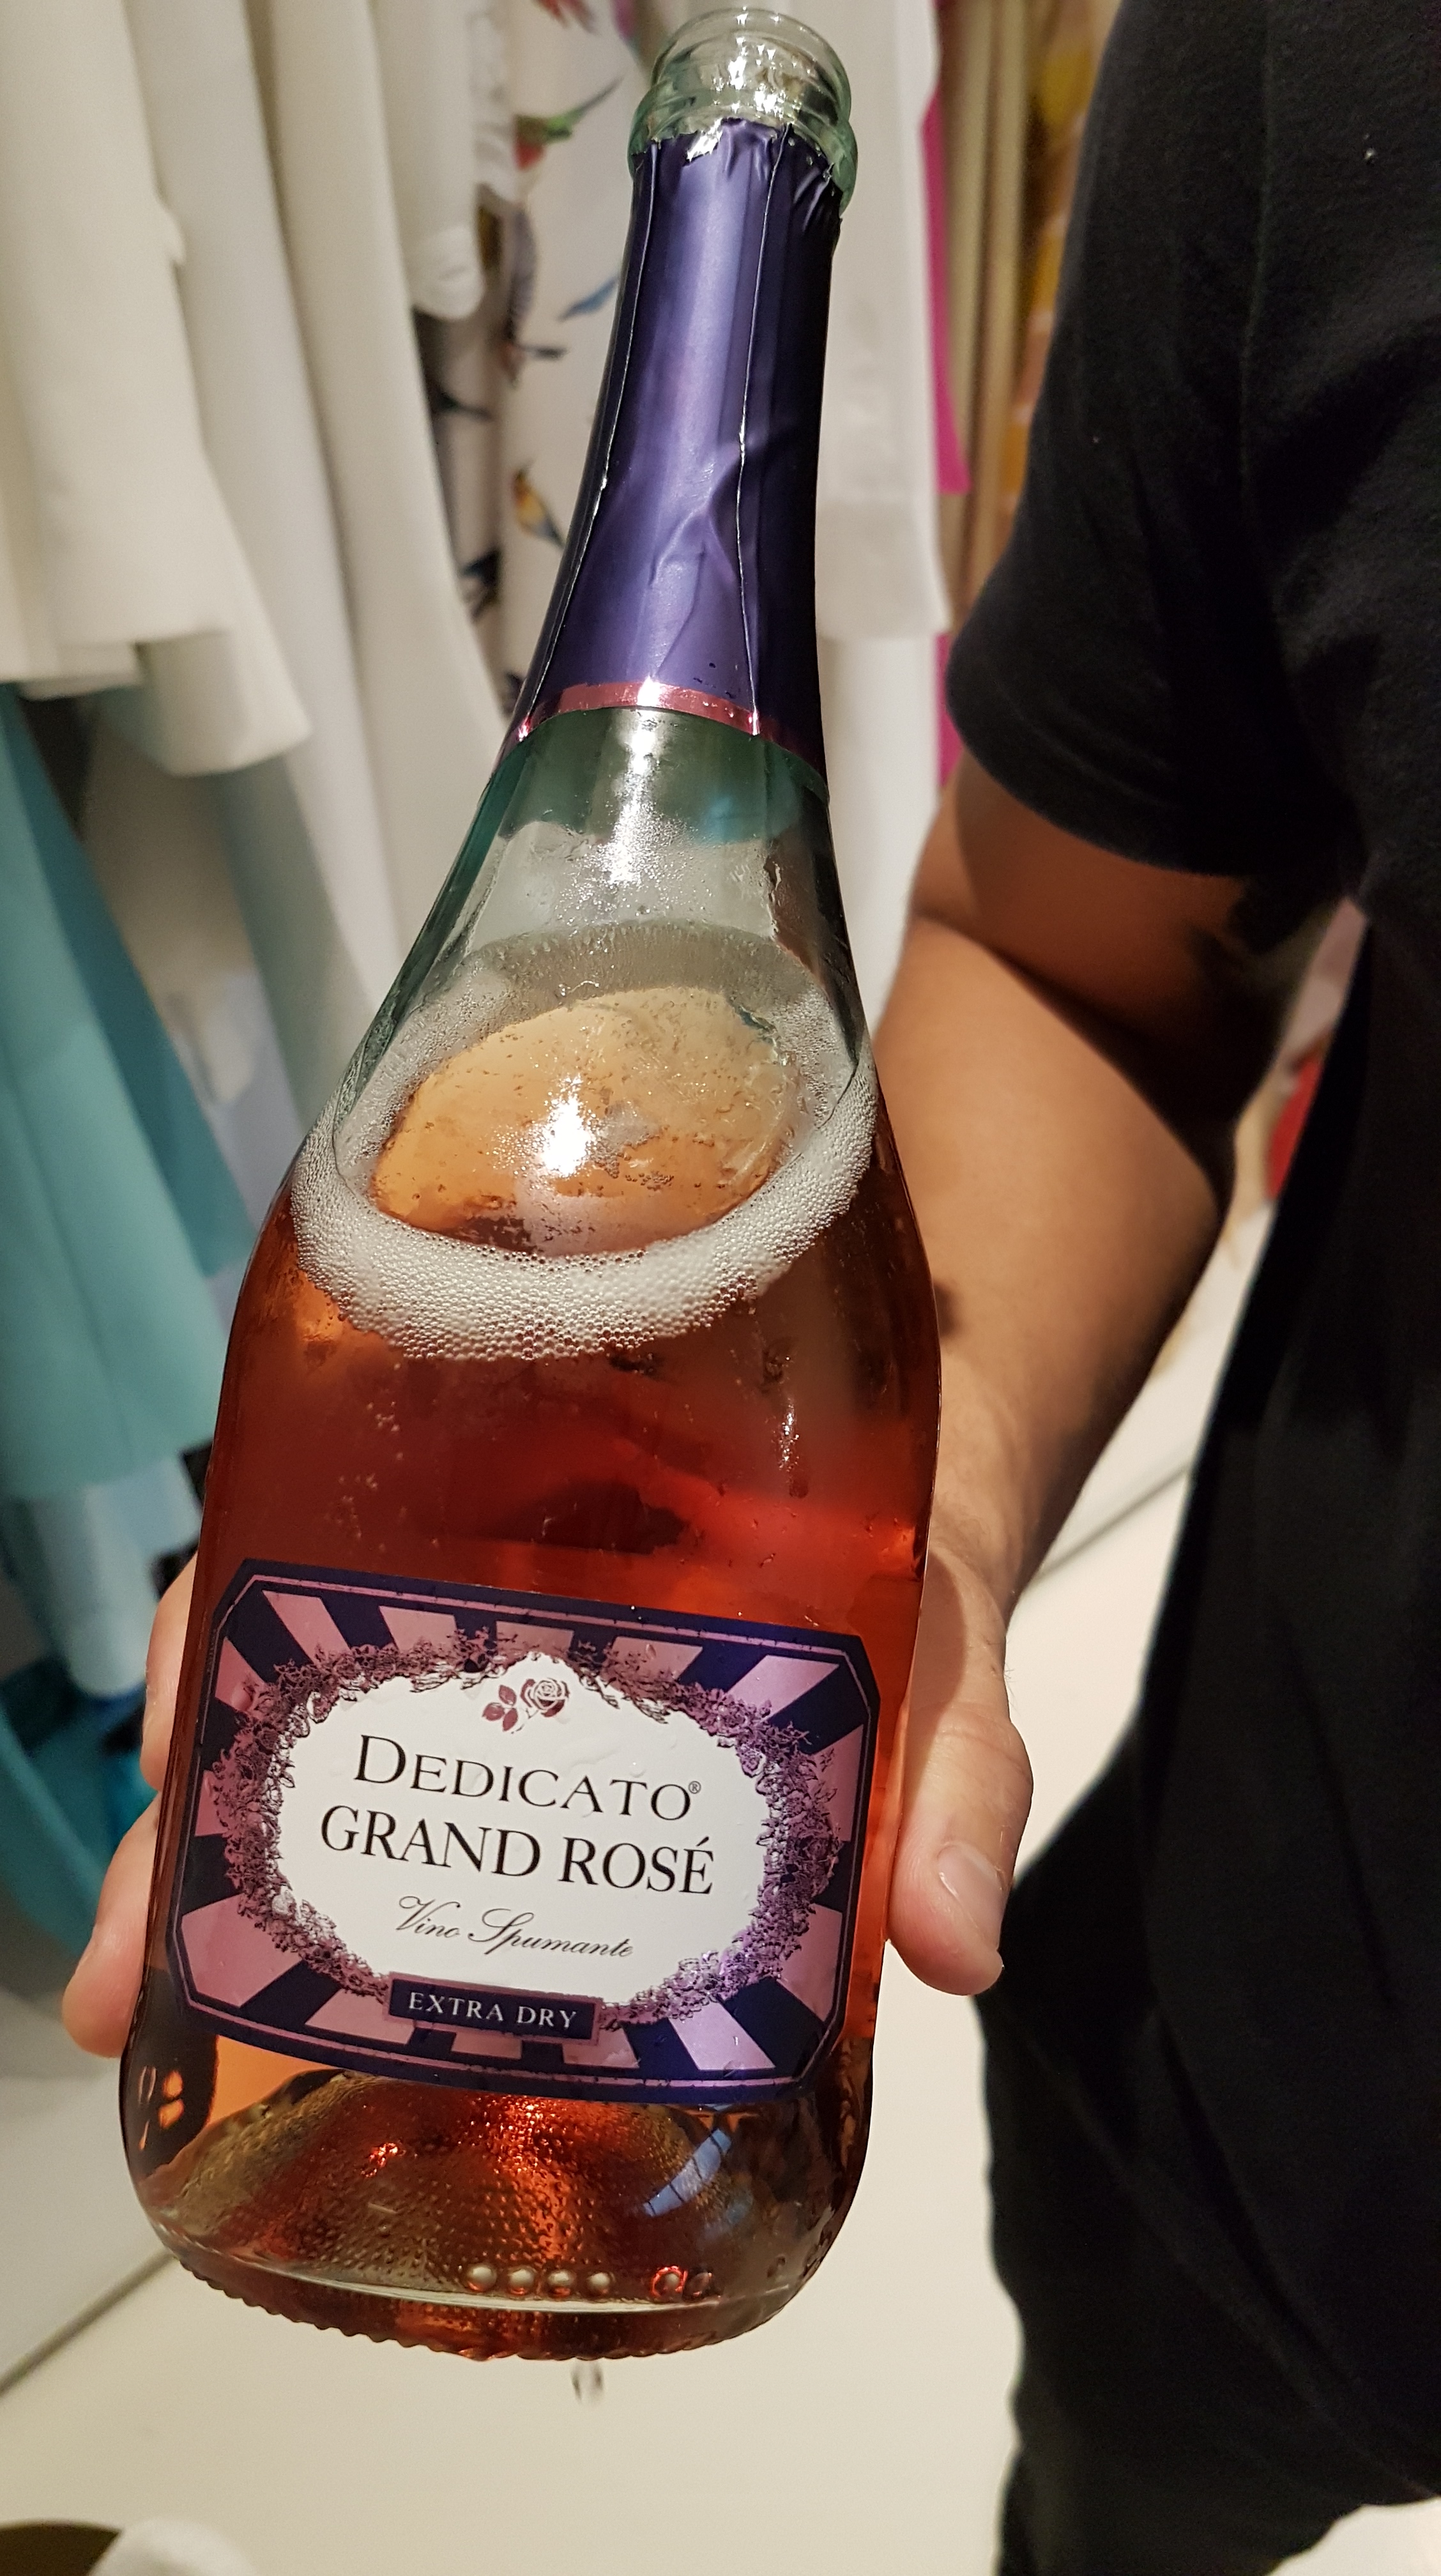 DEDICATO®
GRAND ROSÉ
Vino Spumante
EXTRA DRY